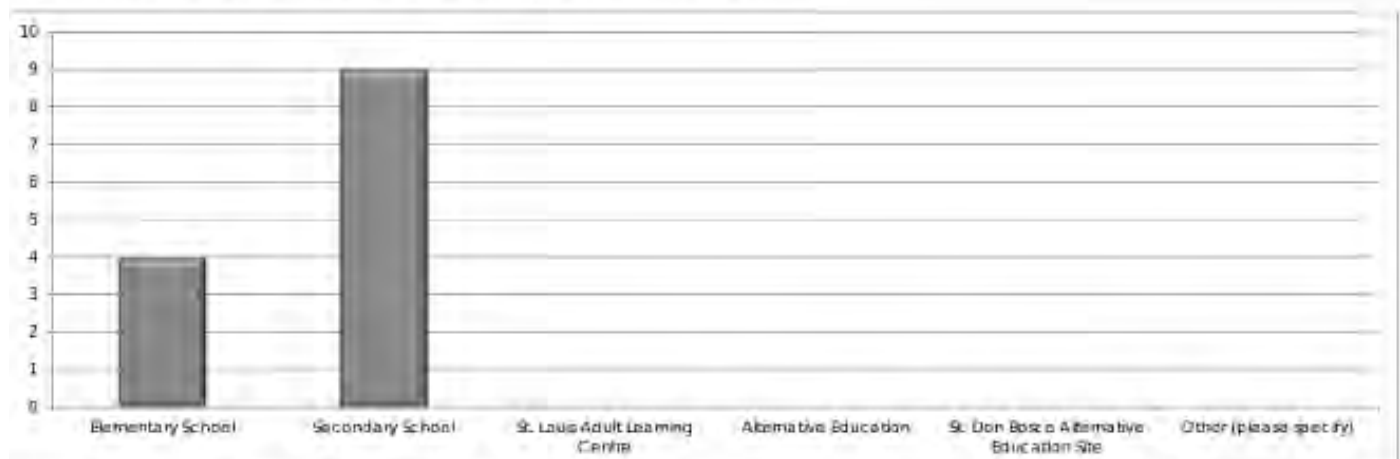 10
9
8
7
6
5
4
3
2
1
0
Elementary School
Secondary School
St. Louis Adult Learning
Centre
Alternative Education
St. Don Bosco Alternative
Education Site
Other (please specify)